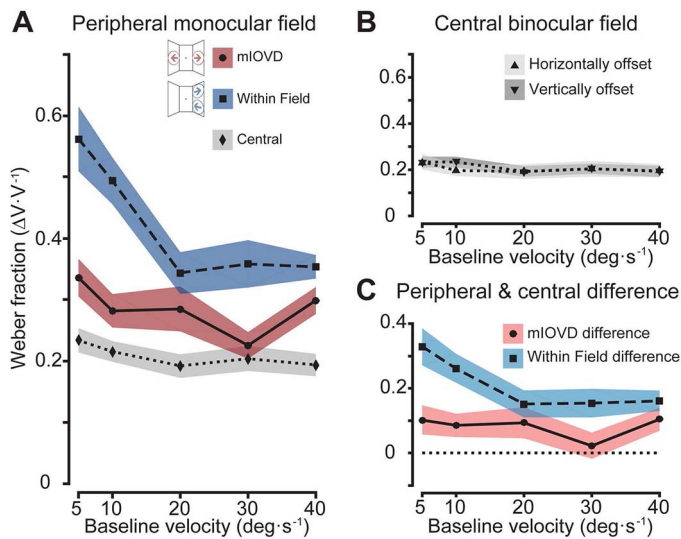 A Peripheral monocular field
mIOVD
Within Field
Central
Weber fraction (ΔV·V⁻¹)
0.6
0.4
0.2
0
5 10 20 30 40
Baseline velocity (deg·s⁻¹)
B Central binocular field
Horizontally offset
Vertically offset
0.6
0.4
0.2
0
5 10 20 30 40
Baseline velocity (deg·s⁻¹)
C Peripheral & central difference
mIOVD difference
Within Field difference
0.4
0.2
0
5 10 20 30 40
Baseline velocity (deg·s⁻¹)